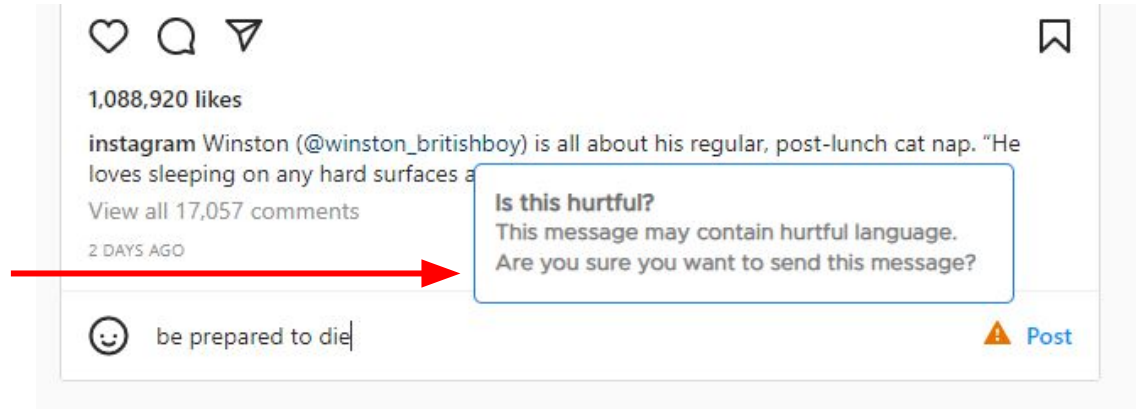 1,088,920 likes
instagram Winston (@winston_britishboy) is all about his regular, post-lunch cat nap. “He
loves sleeping on any hard surfaces a
View all 17,057 comments
2 DAYS AGO
Is this hurtful?
This message may contain hurtful language.
Are you sure you want to send this message?
be prepared to die
Post